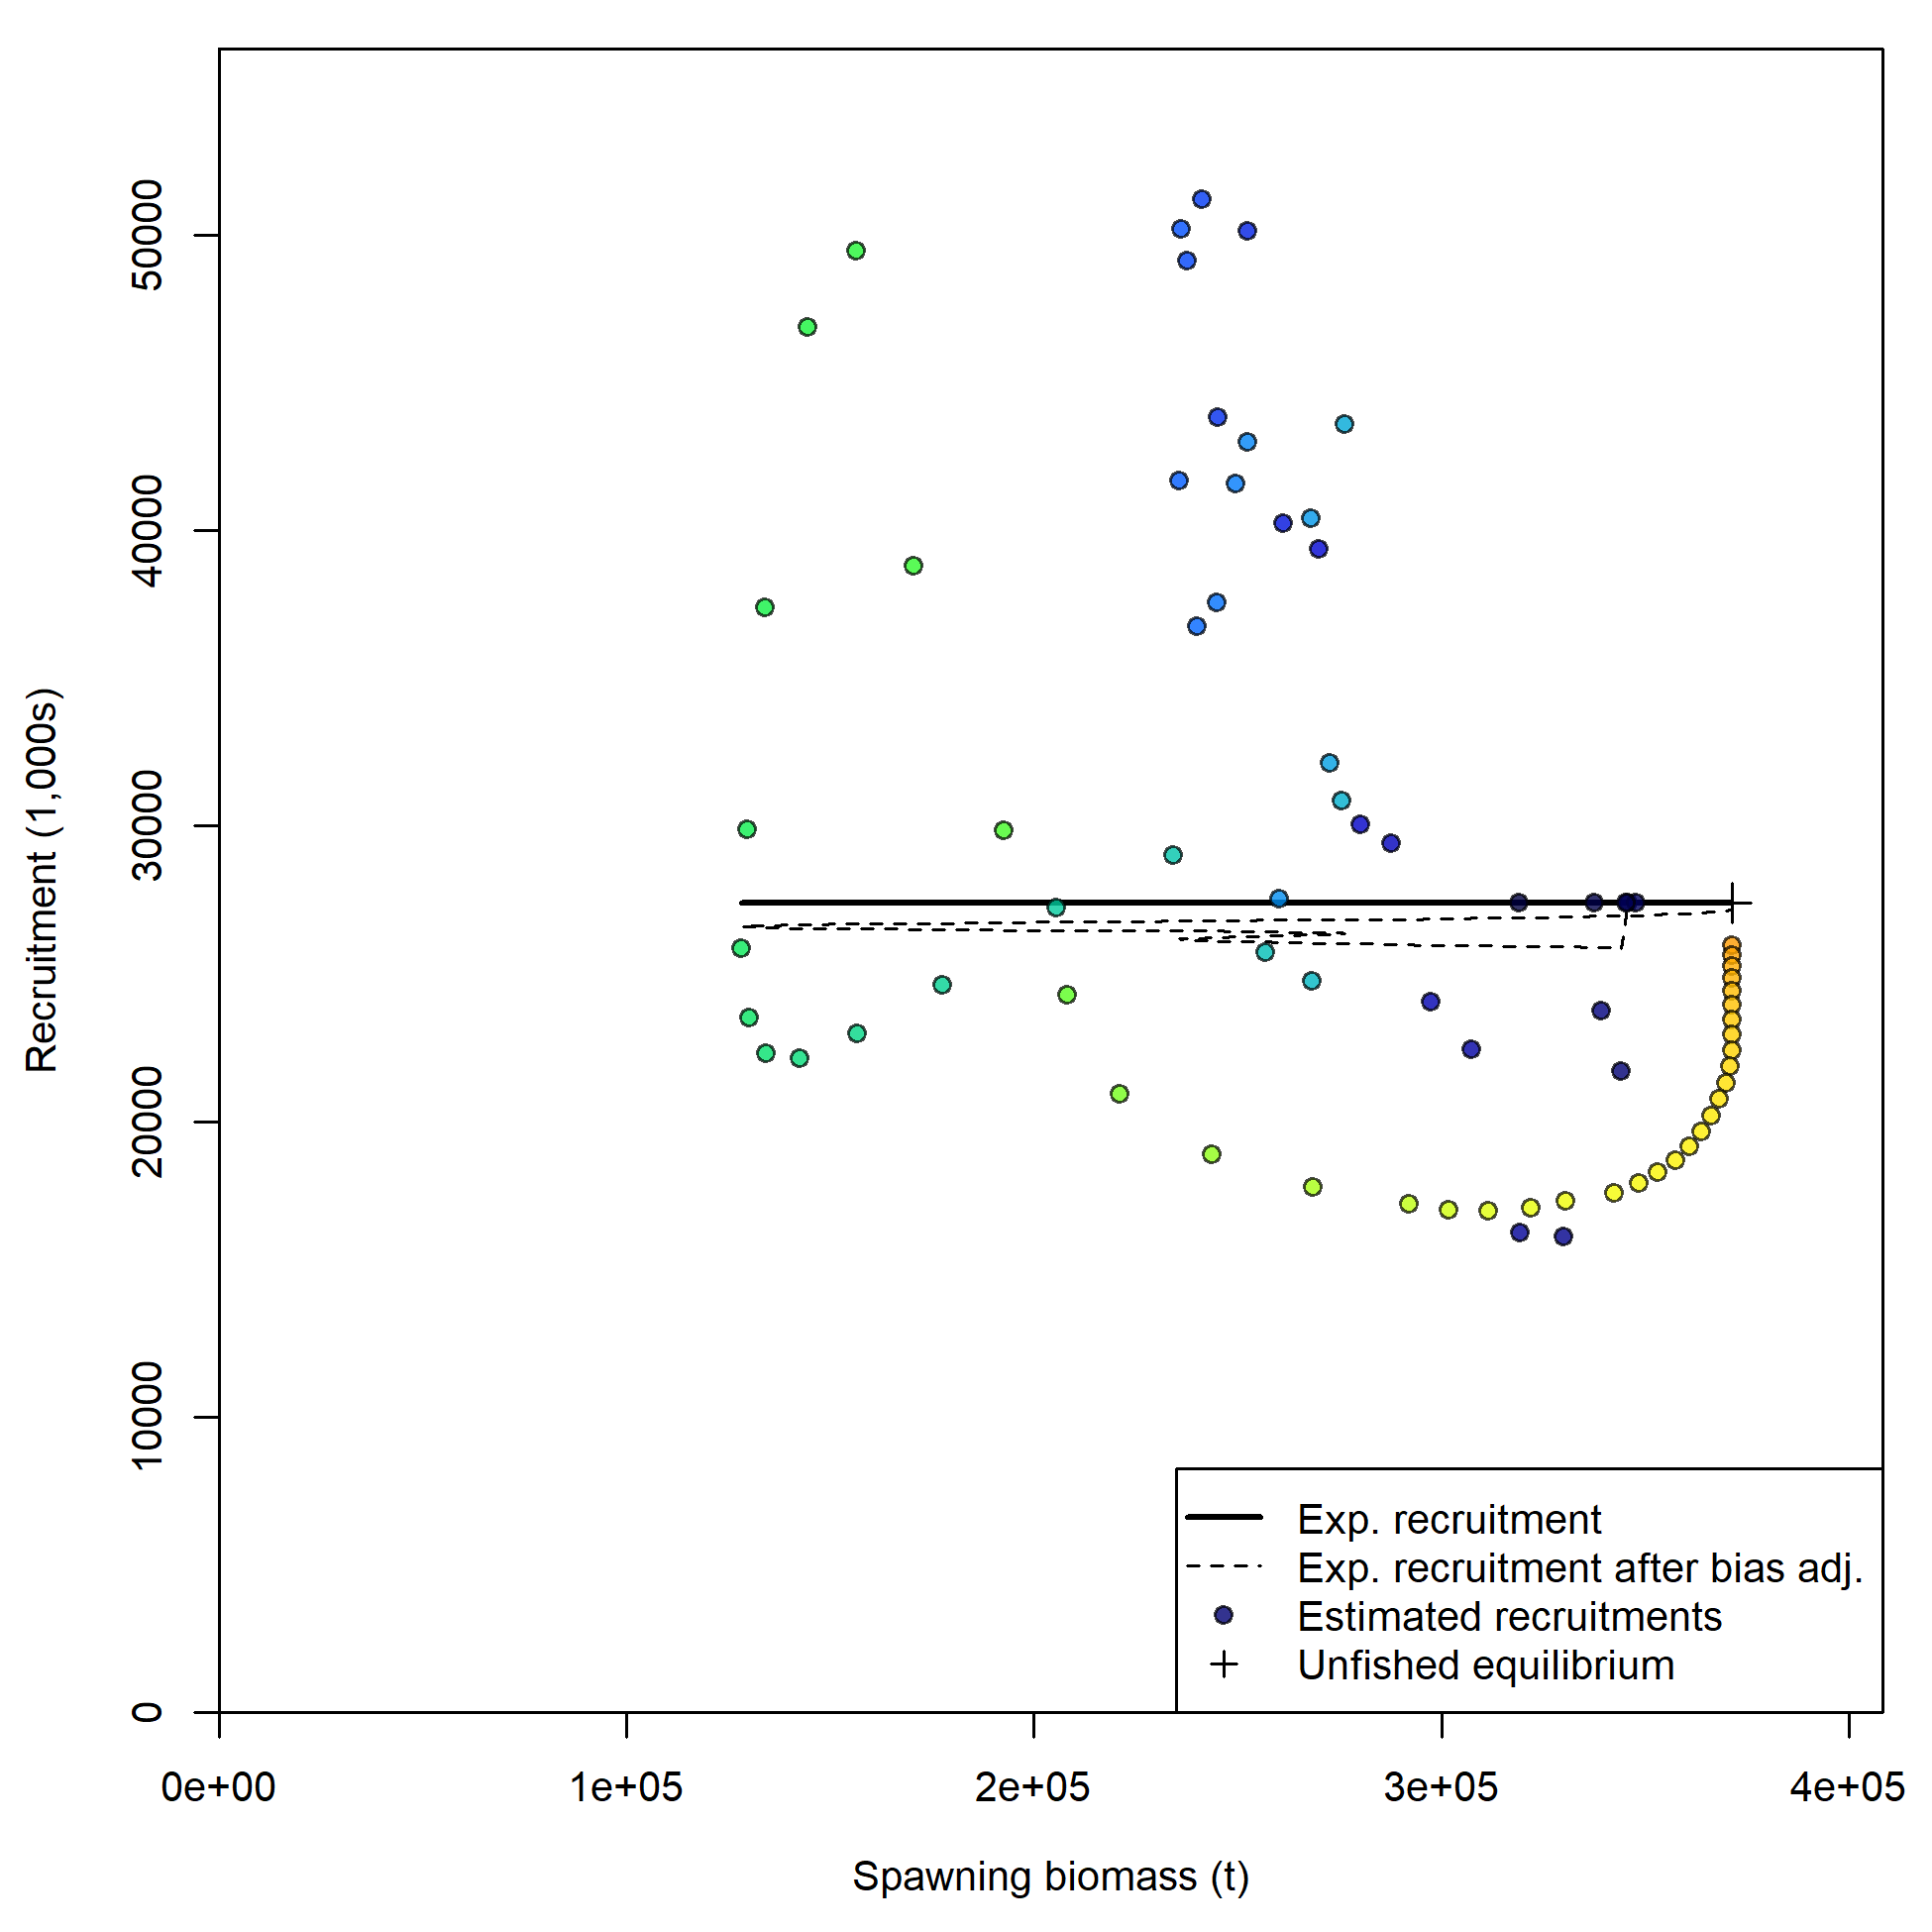 50000
40000
30000
20000
10000
0
Recruitment (1,000s)
0e+00
1e+05
2e+05
3e+05
4e+05
Spawning biomass (t)
Exp. recruitment
Exp. recruitment after bias adj.
Estimated recruitments
Unfished equilibrium